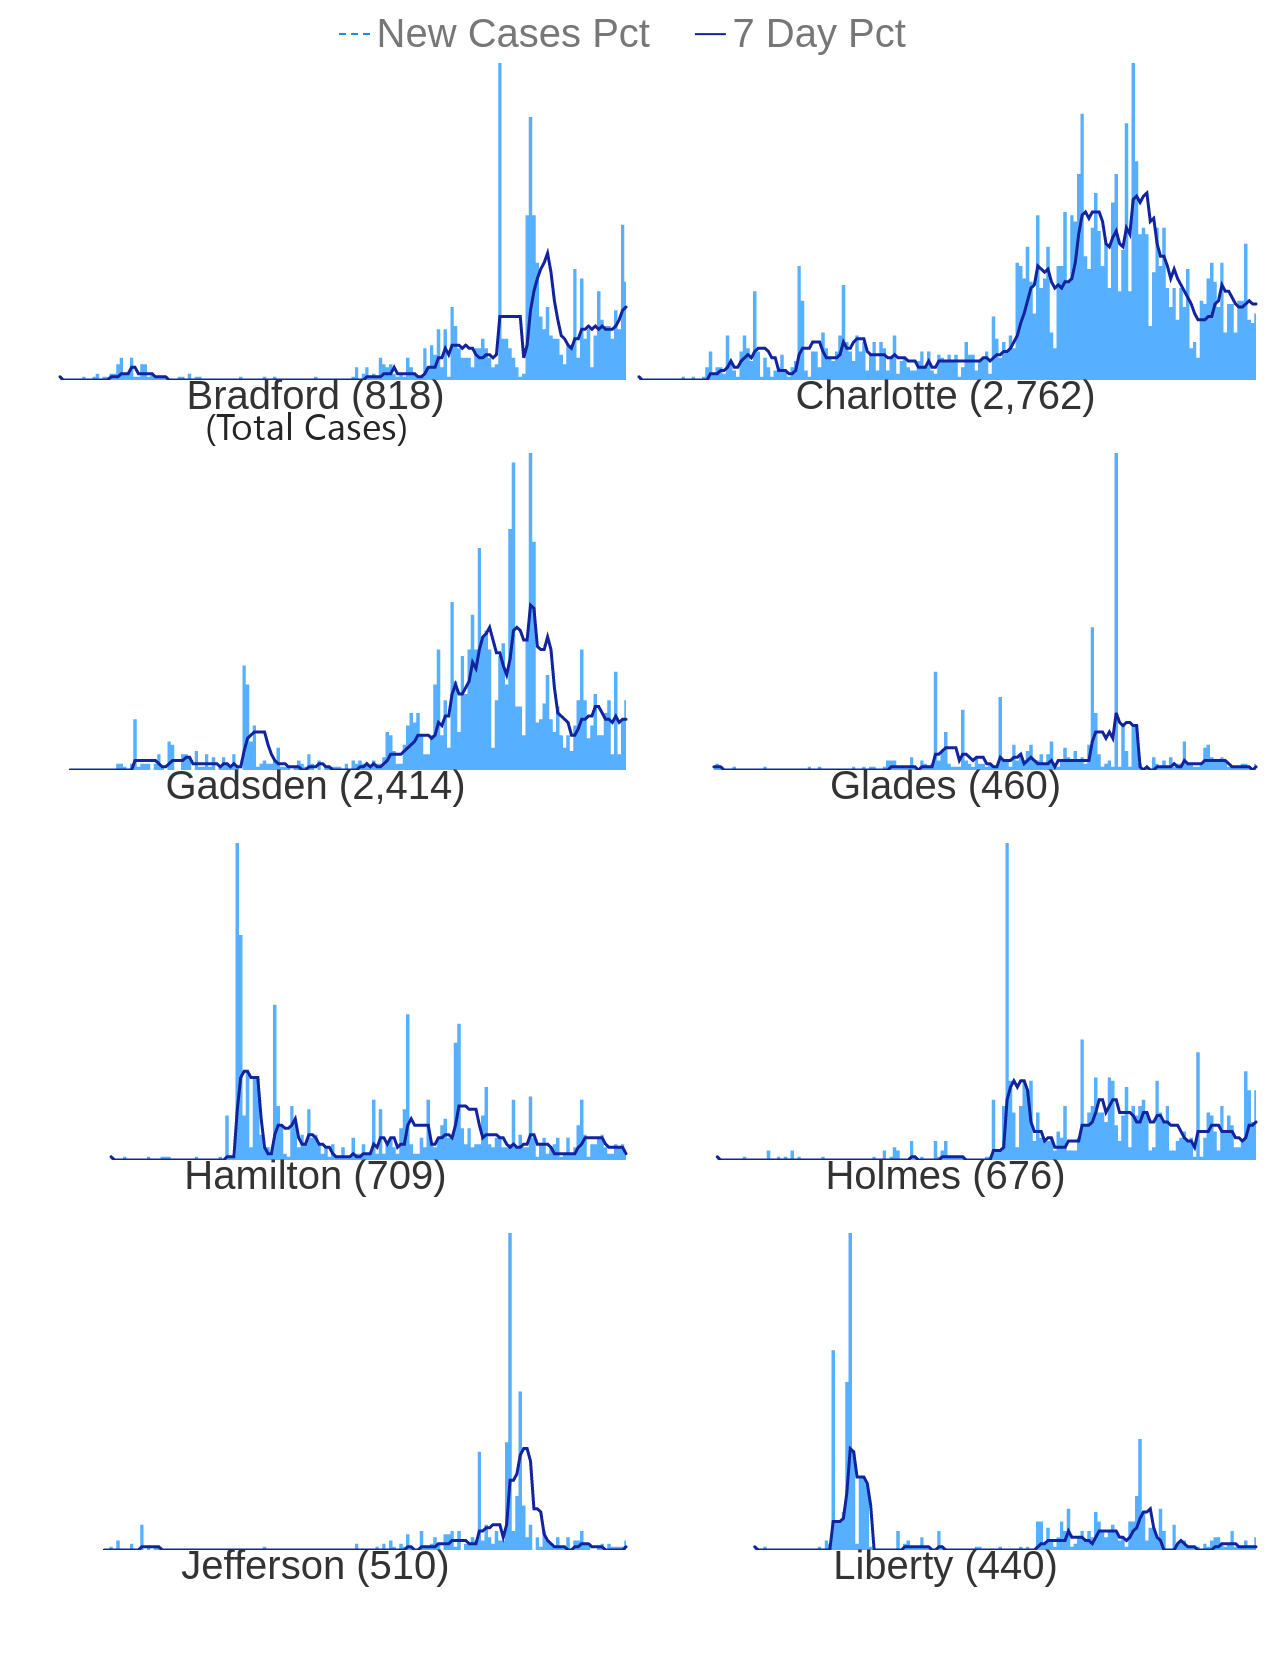 New Cases Pct 7 Day Pct
Bradford (818) Charlotte (2,762)
(Total Cases)
Gadsden (2,414) Glades (460)
Hamilton (709) Holmes (676)
Jefferson (510) Liberty (440)